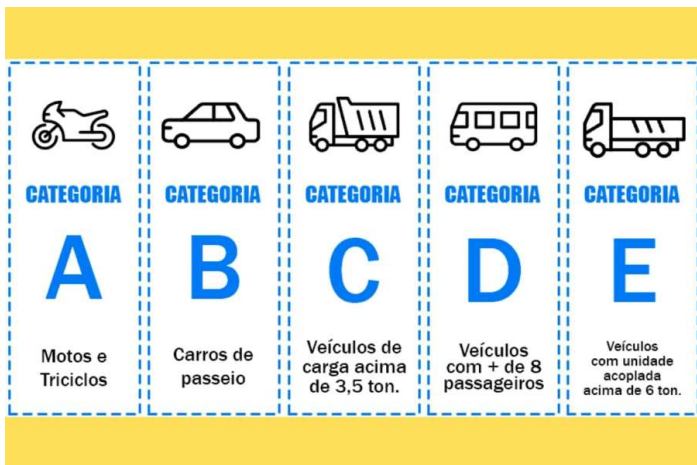 CATEGORIA
A
Motos e
Triciclos
CATEGORIA
B
Carros de
passeio
CATEGORIA
C
Veículos de
carga acima
de 3,5 ton.
CATEGORIA
D
Veículos
com + de 8
passageiros
CATEGORIA
E
Veículos
com unidade
acoplada
acima de 6 ton.